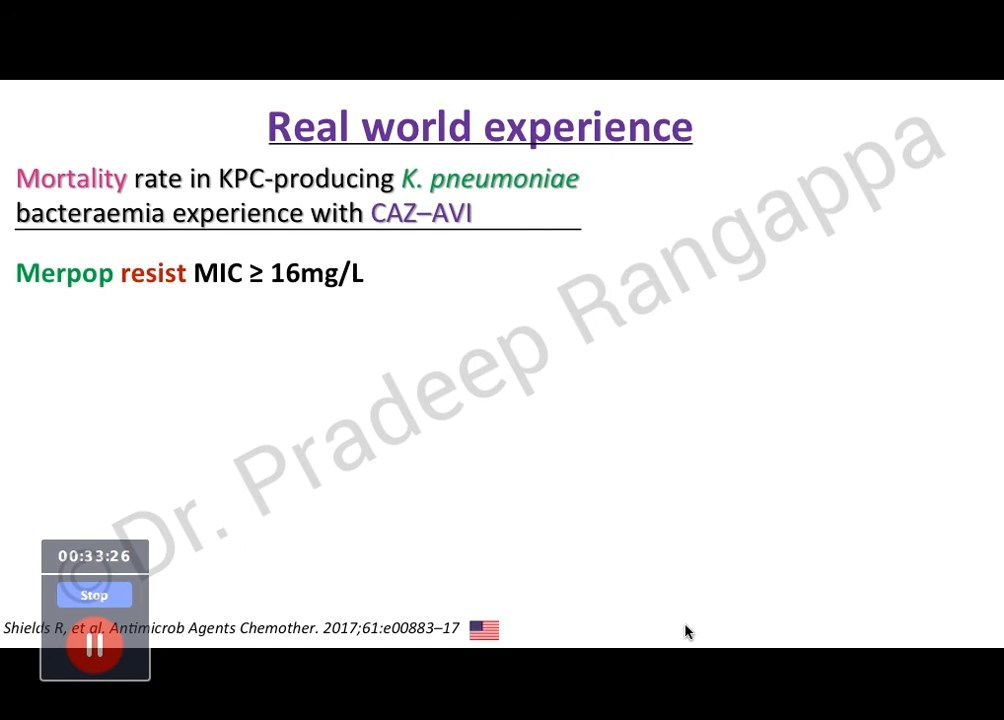 Real world experience
Mortality rate in KPC-producing K. pneumoniae
bacteraemia experience with CAZ–AVI
Merpop resist MIC ≥ 16mg/L
© Dr. Pradeep Rangappa
00:33:26
Stop
Shields R, et al. Antimicrob Agents Chemother. 2017;61:e00883–17